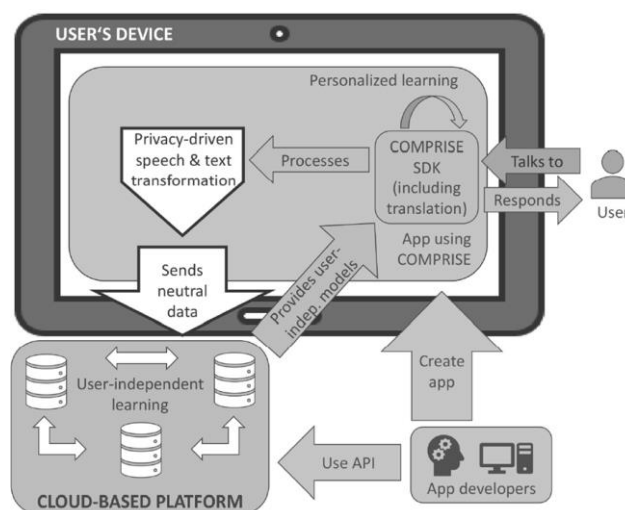 USER'S DEVICE
Personalized learning
Privacy-driven
speech & text
transformation
Processes
COMPRISE
SDK
(including
translation)
Talks to
Responds
User
App using
COMPRISE
Sends
neutral
data
Provides user-
indep. models
User-independent
learning
Create
app
Use API
App developers
CLOUD-BASED PLATFORM